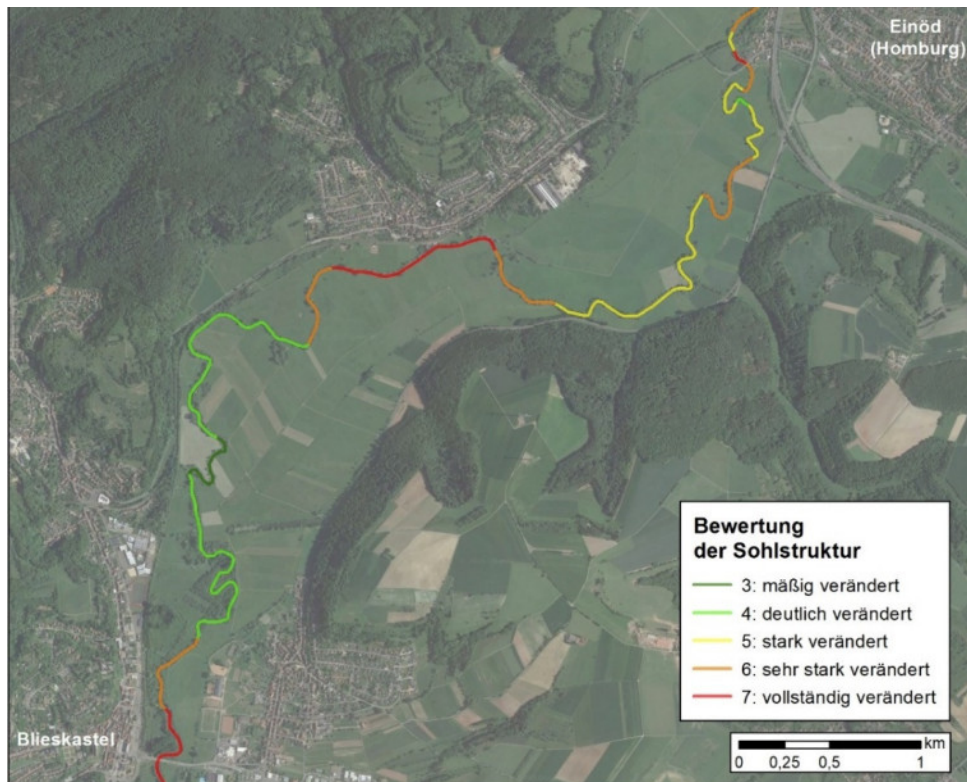 Einöd
(Homburg)
Bewertung
der Sohlstruktur
3: mäßig verändert
4: deutlich verändert
5: stark verändert
6: sehr stark verändert
7: vollständig verändert
Blieskastel
km
0 0,25 0,5 1